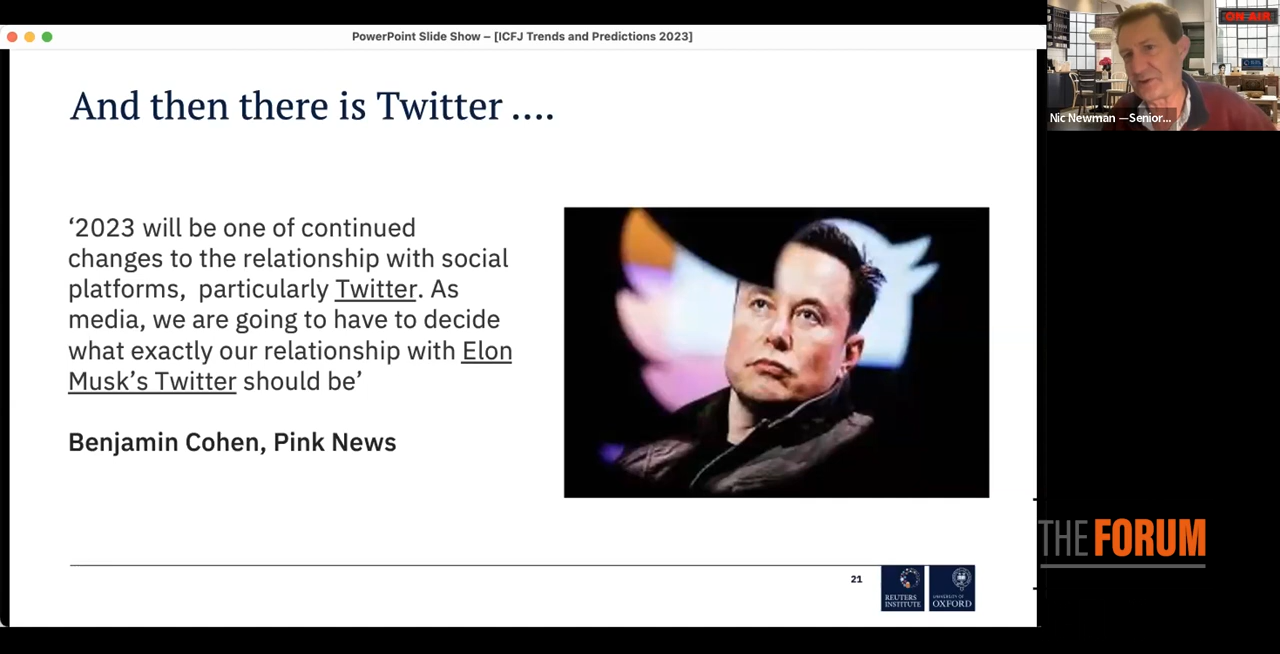 PowerPoint Slide Show – [ICFJ Trends and Predictions 2023]
ON AIR
Nic Newman —Senior...
And then there is Twitter ....
‘2023 will be one of continued
changes to the relationship with social
platforms, particularly Twitter. As
media, we are going to have to decide
what exactly our relationship with Elon
Musk’s Twitter should be’
Benjamin Cohen, Pink News
THE FORUM
21
REUTERS
INSTITUTE
UNIVERSITY OF
OXFORD